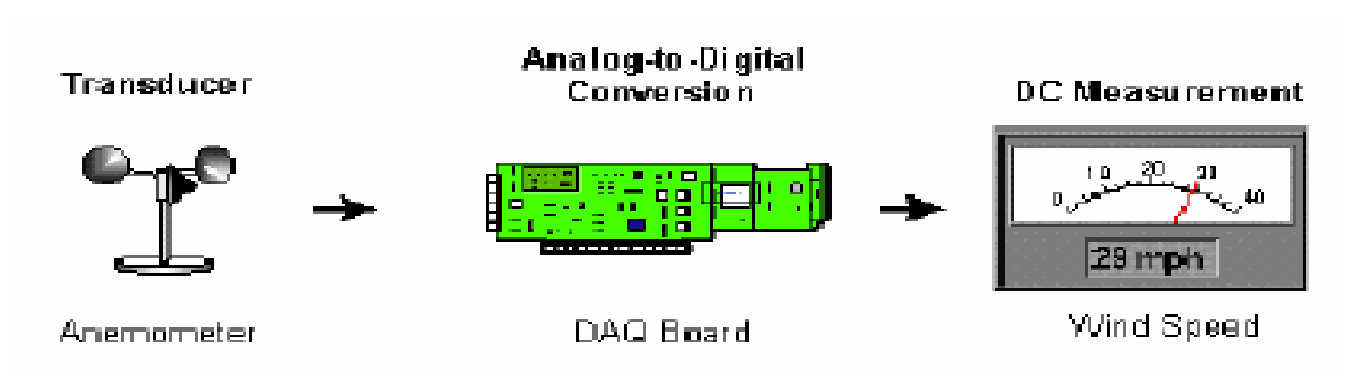 Transducer
Analog-to-Digital
Conversion
DC Measurement
0 10 20 30 40
29 mph
Anemometer
DAQ Board
Wind Speed